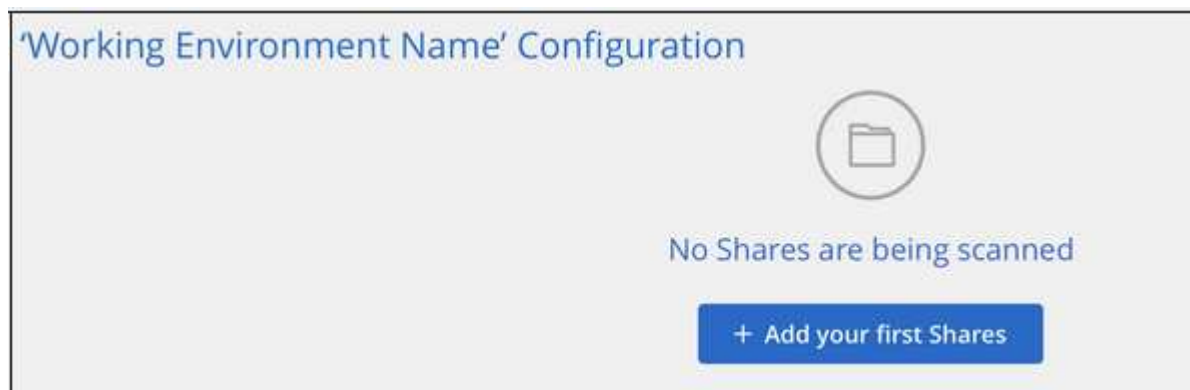 ‘Working Environment Name’ Configuration
No Shares are being scanned
+ Add your first Shares